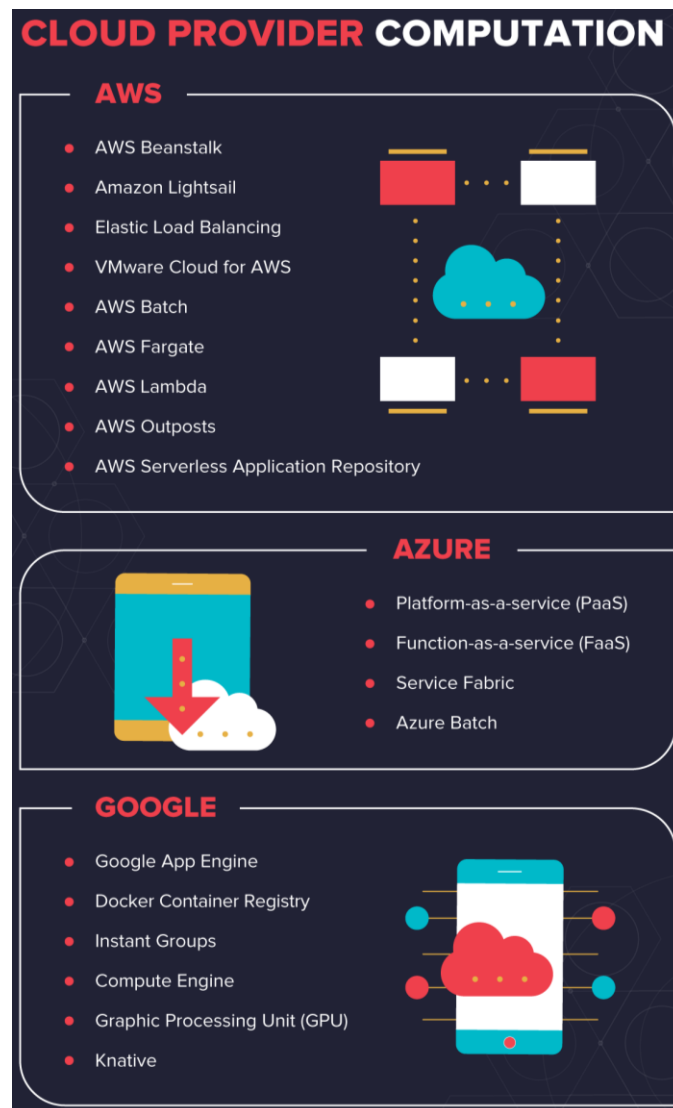 CLOUD PROVIDER COMPUTATION
AWS
AWS Beanstalk
Amazon Lightsail
Elastic Load Balancing
VMware Cloud for AWS
AWS Batch
AWS Fargate
AWS Lambda
AWS Outposts
AWS Serverless Application Repository
AZURE
Platform-as-a-service (PaaS)
Function-as-a-service (FaaS)
Service Fabric
Azure Batch
GOOGLE
Google App Engine
Docker Container Registry
Instant Groups
Compute Engine
Graphic Processing Unit (GPU)
Knative